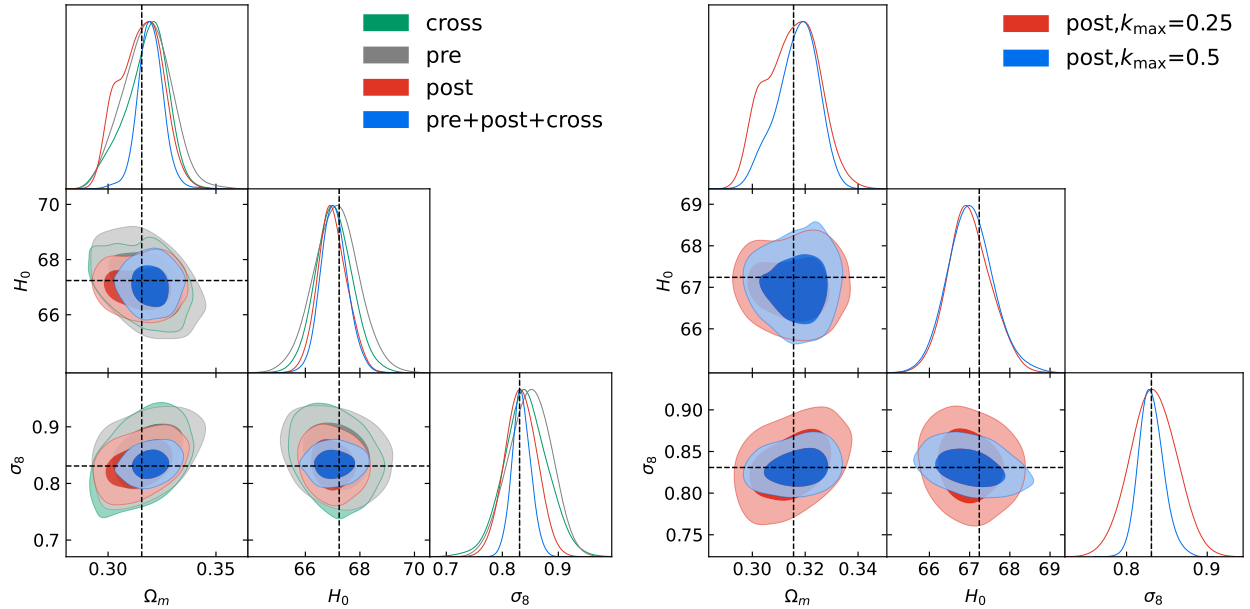 cross
pre
post
pre+post+cross
70
68
66
H₀
0.9
0.8
0.7
σ₈
0.30
0.35
Ωₘ
66
68
70
H₀
0.7
0.8
0.9
σ₈
post,kₘₐₓ=0.25
post,kₘₐₓ=0.5
69
68
67
66
H₀
0.90
0.85
0.80
0.75
σ₈
0.30
0.32
0.34
Ωₘ
66
67
68
69
H₀
0.8
0.9
σ₈